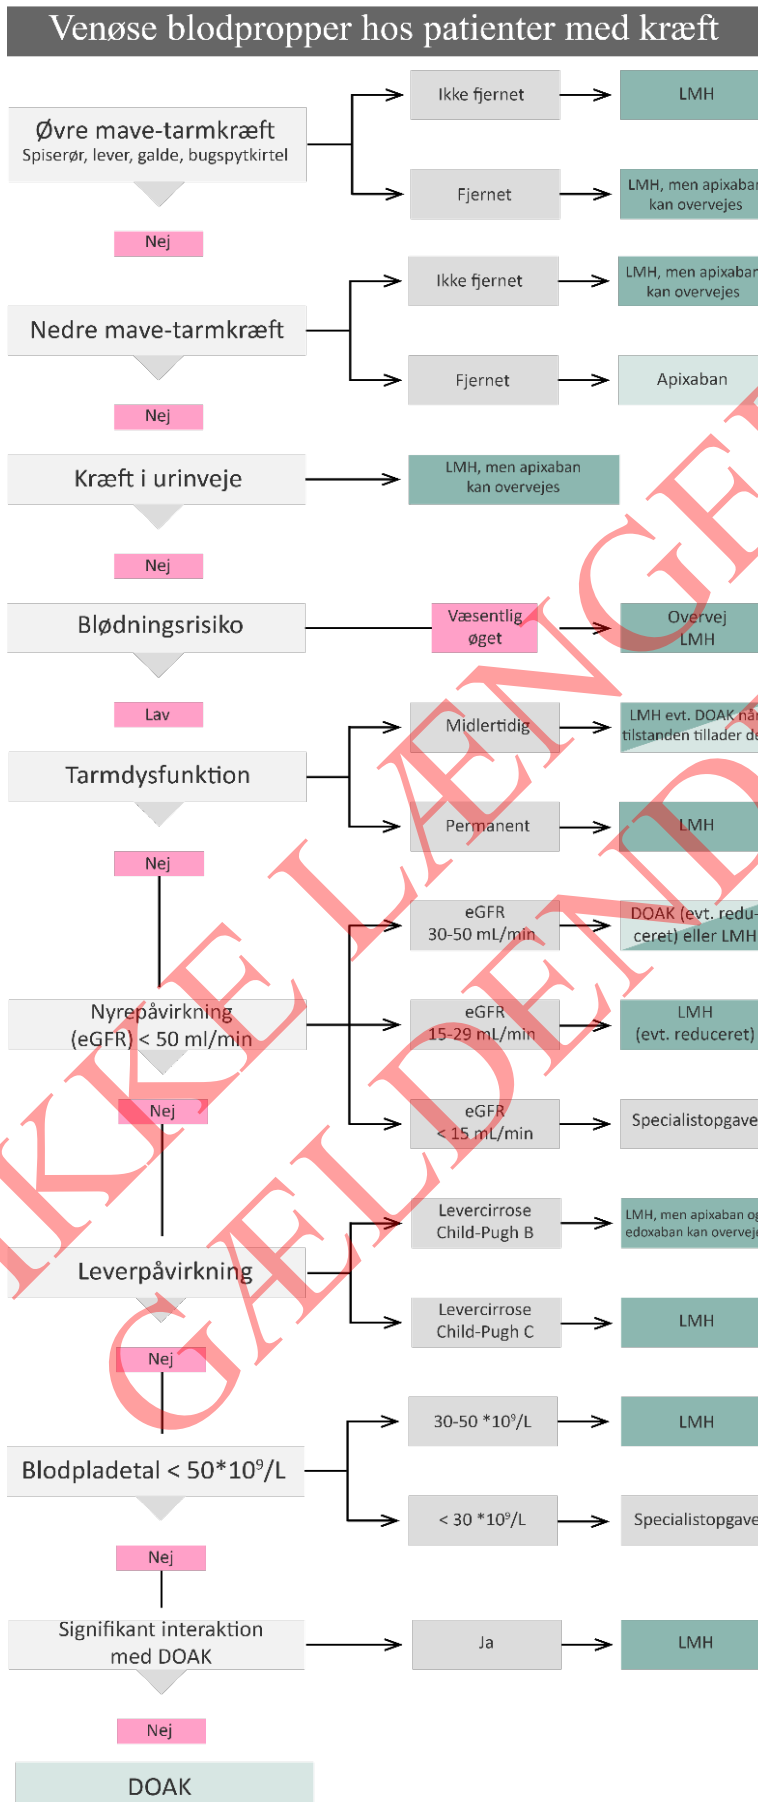 Venøse blodpropper hos patienter med kræft
Øvre mave-tarmkræft
Spiserør, lever, galde, bugspytkirtel
Ikke fjernet
LMH
Fjernet
LMH, men apixaban
kan overvejes
Nej
Nedre mave-tarmkræft
Ikke fjernet
LMH, men apixaban
kan overvejes
Fjernet
Apixaban
Nej
Kræft i urinveje
LMH, men apixaban
kan overvejes
Nej
Blødningsrisiko
Væsentlig
øget
Overvej
LMH
Lav
Tarmdysfunktion
Midlertidig
LMH evt. DOAK når
tilstanden tillader de
Permanent
LMH
Nej
Nyrepåvirkning
(eGFR) < 50 ml/min
eGFR
30-50 mL/min
DOAK (evt. redu-
ceret) eller LMH
eGFR
15-29 mL/min
LMH
(evt. reduceret)
eGFR
< 15 mL/min
Specialistopgave
Nej
Leverpåvirkning
Levercirrose
Child-Pugh B
LMH, men apixaban og
edoxaban kan overveje
Levercirrose
Child-Pugh C
LMH
Nej
Blodpladetal < 50*10⁹/L
30-50 *10⁹/L
LMH
< 30 *10⁹/L
Specialistopgave
Nej
Signifikant interaktion
med DOAK
Ja
LMH
Nej
DOAK
IKKE LÆNGE
GÆLDEND